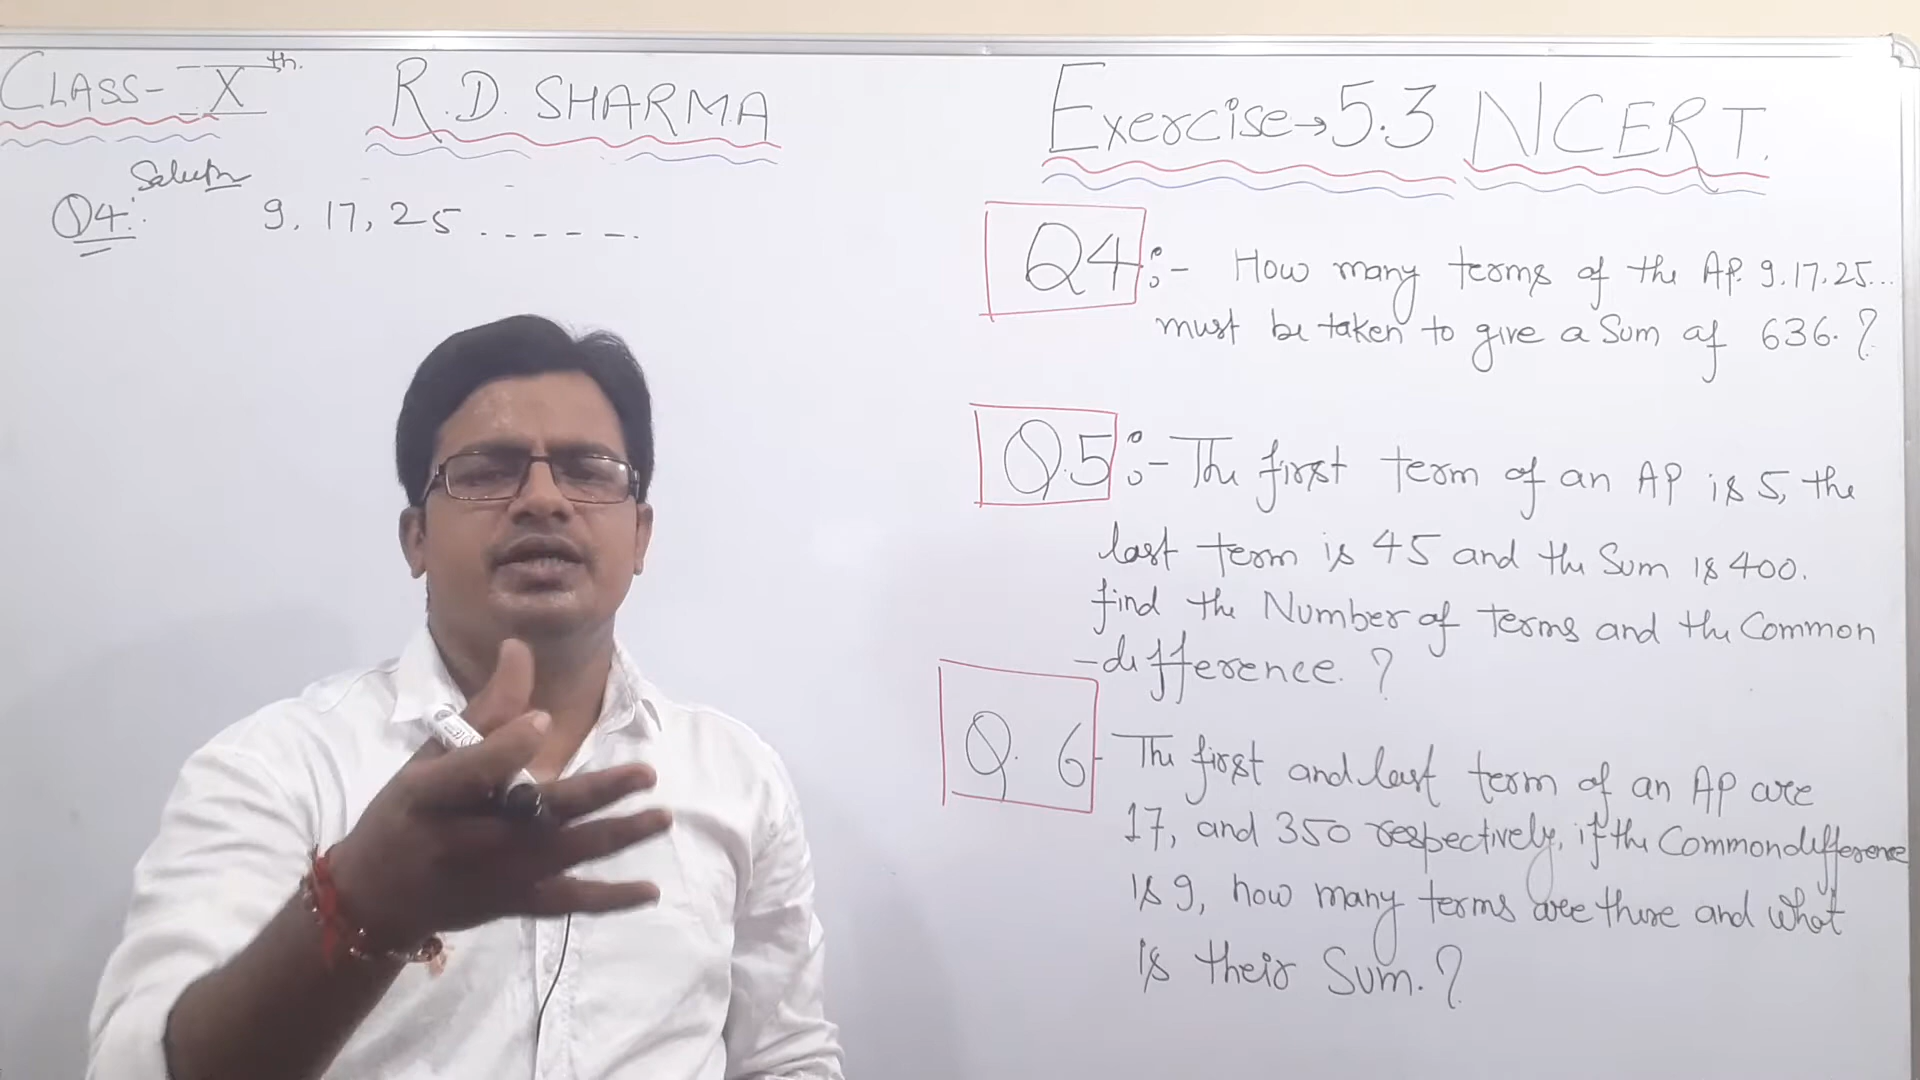 CLASS- Xth.
R.D. SHARMA
Solutn
Q4:
9, 17, 25 . - - - - -.
Exercise→5.3 NCERT.
Q4:- How many terms of the AP. 9.17.25...
must be taken to give a Sum of 636.?
Q.5:- The first term of an AP is 5, the
last term is 45 and the Sum is 400.
find the Number of terms and the Common
-difference. ?
Q. 6- The first and last term of an AP are
17, and 350 respectively, if the Common difference
is 9, how many terms are there and what
is their Sum. ?